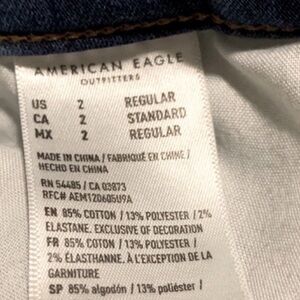 AMERICAN EAGLE
OUTFITTERS
US 2 REGULAR
CA 2 STANDARD
MX 2 REGULAR
MADE IN CHINA / FABRIQUÉ EN CHINE /
HECHO EN CHINA
RN 54485 / CA 03873
RFC# AEM120605U9A
EN 85% COTTON / 13% POLYESTER / 2%
ELASTANE. EXCLUSIVE OF DECORATION
FR 85% COTON / 13% POLYESTER /
2% ÉLASTHANNE. À L'EXCEPTION DE LA
GARNITURE
SP 85% algodón / 13% poliéster /